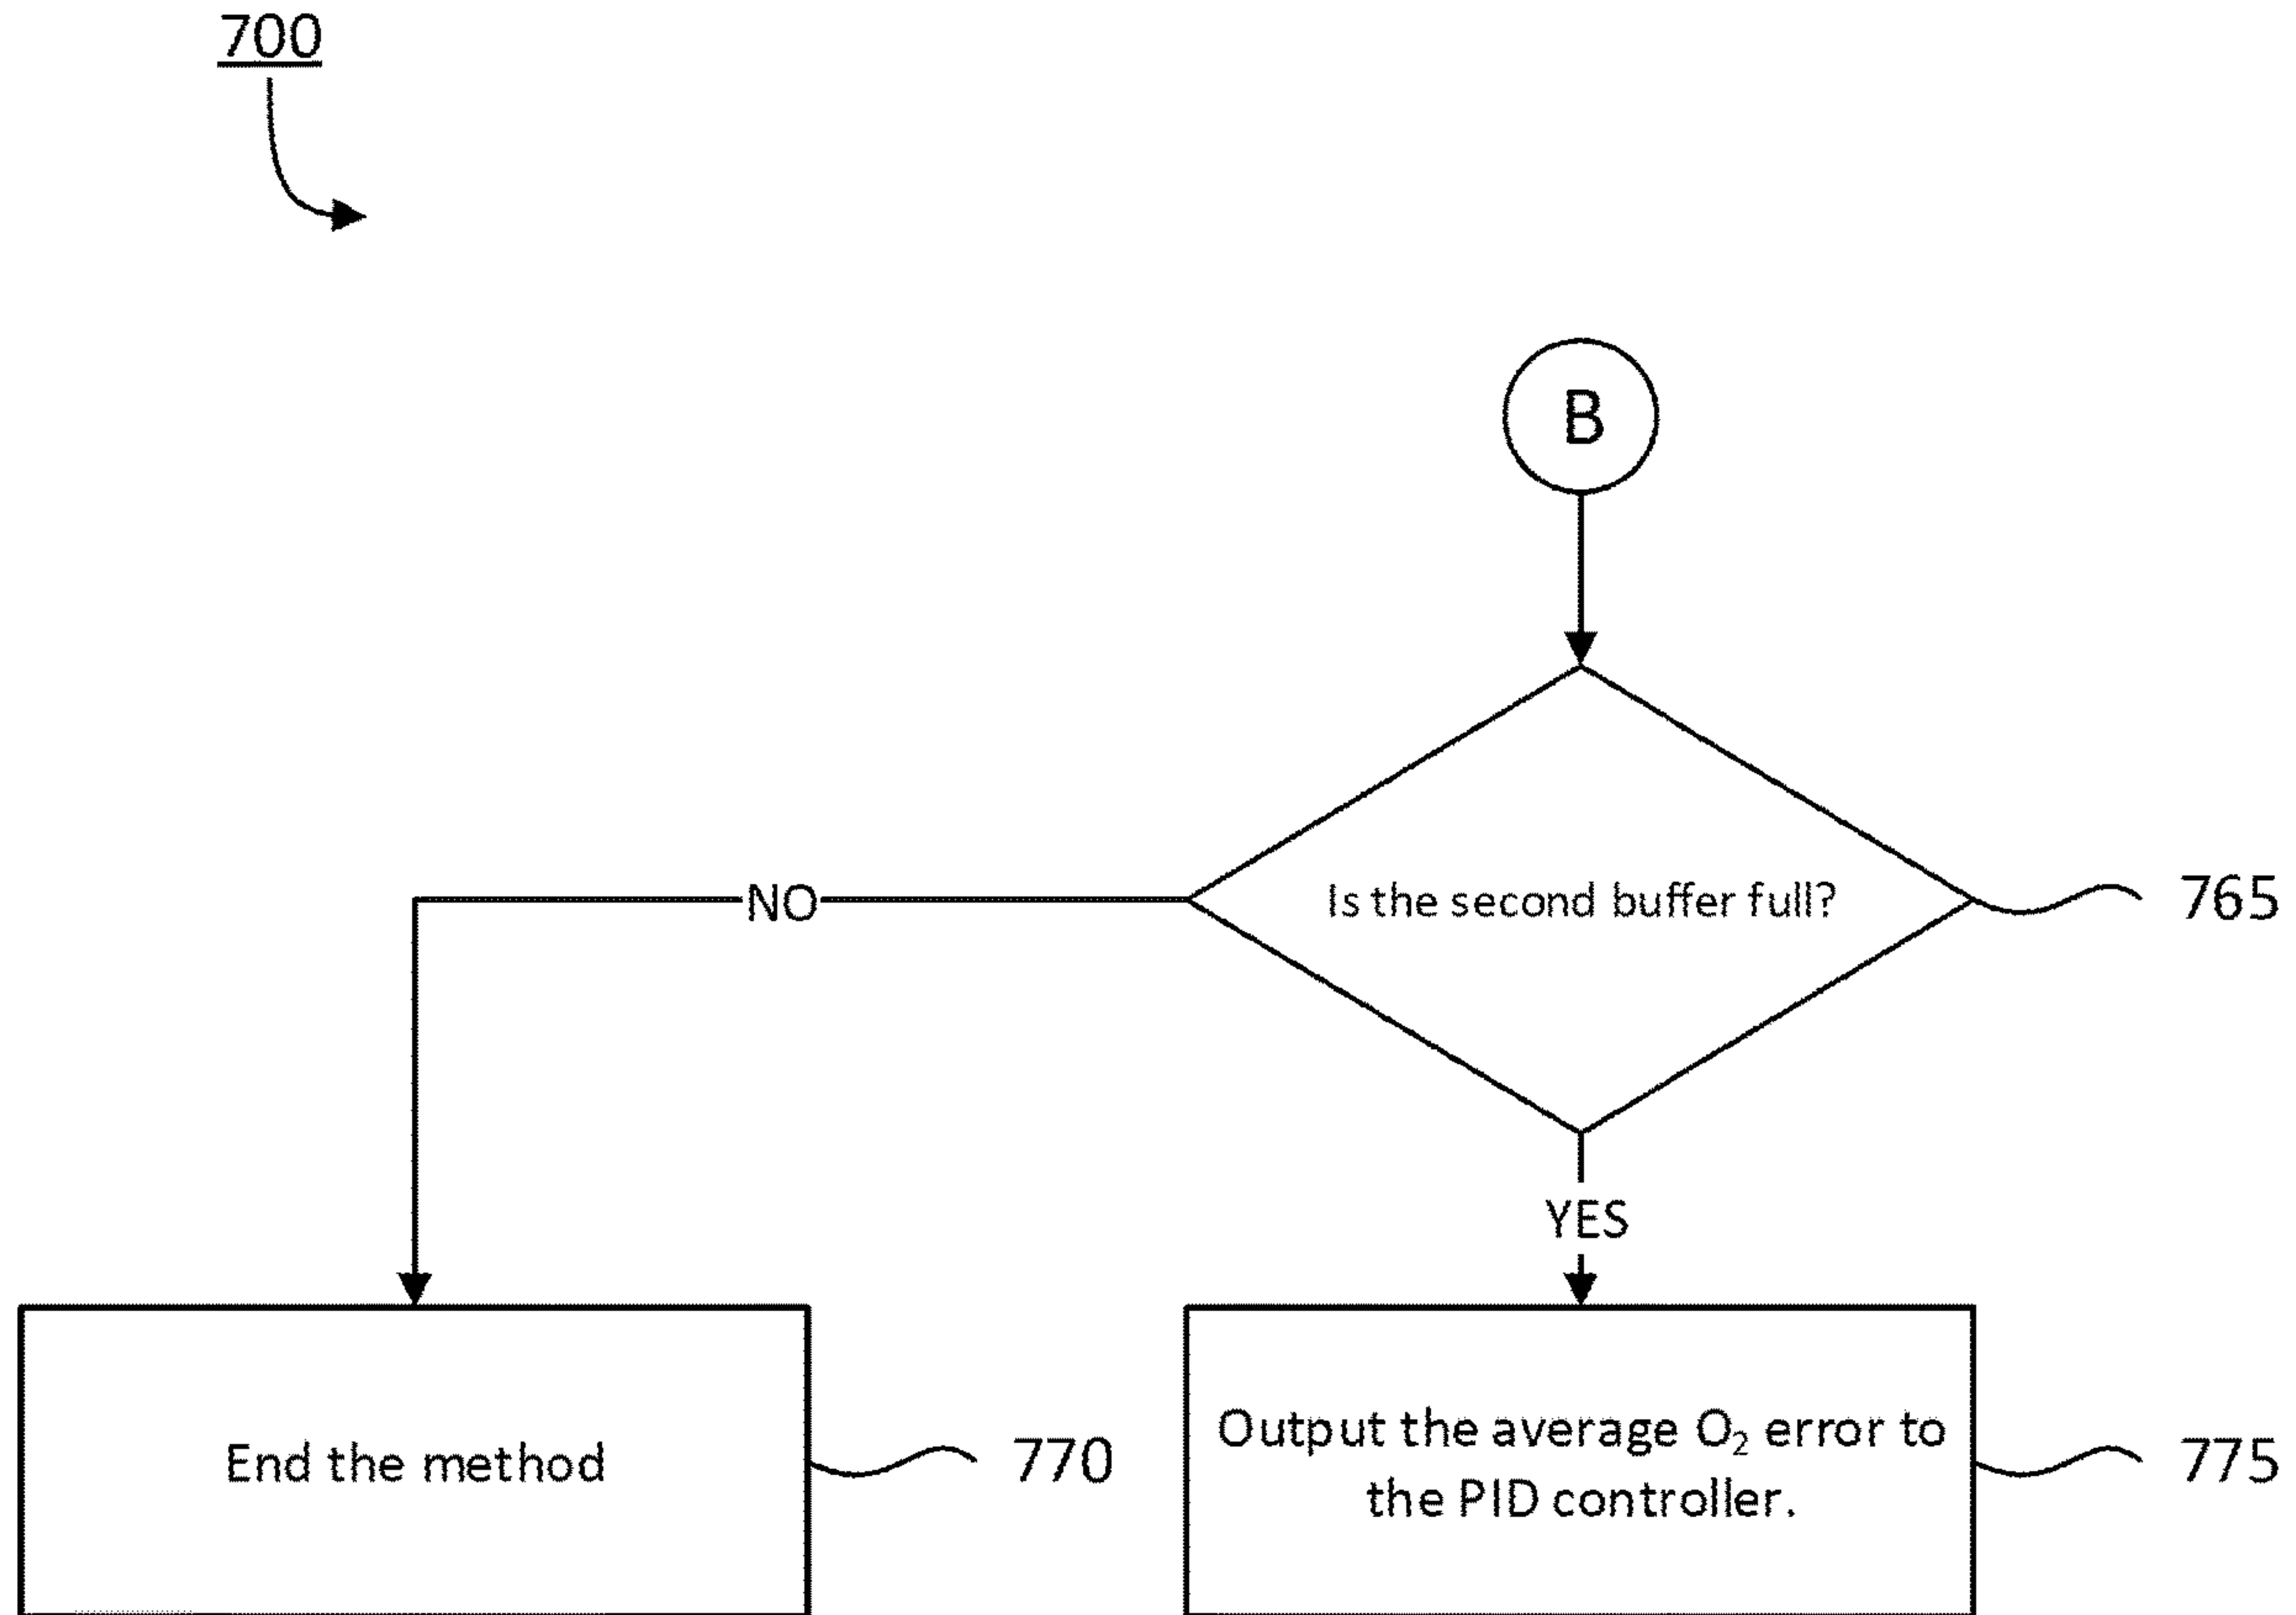 700
B
Is the second buffer full?
765
NO
YES
End the method
770
Output the average O₂ error to
the PID controller.
775